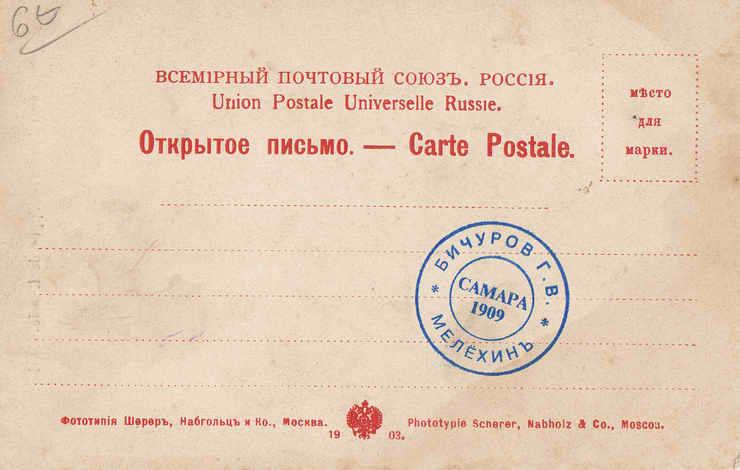 65
ВСЕМІРНЫЙ ПОЧТОВЫЙ СОЮЗЪ. РОССІЯ.
Union Postale Universelle Russie.
Открытое письмо. — Carte Postale.
мѣсто
для
марки.
БИЧУРОВ Г.В.
САМАРА
1909
МЕЛЁХИНЪ
Фототипія Шереръ, Набгольцъ и Ко., Москва.
Phototypie Scherer, Nabholz & Co., Moscou.
19 03.